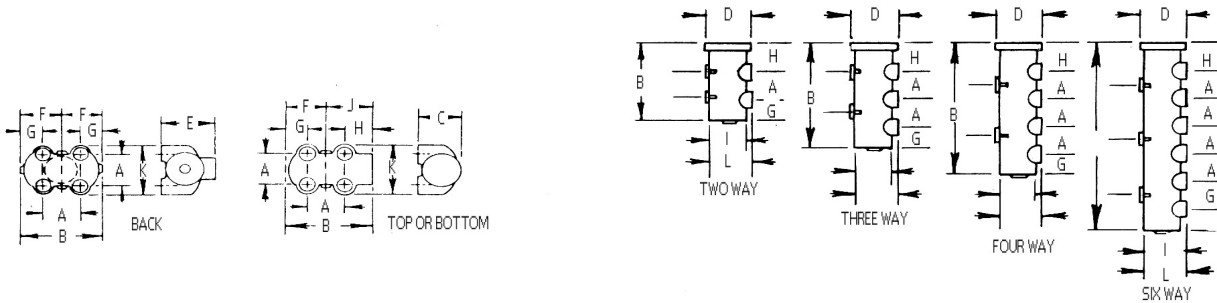 D D D D
H H H H
B A B A B A A
G A A A
I G A A
L G A
TWO WAY G
THREE WAY I
FOUR WAY L
SIX WAY
F F E
G G
A K
A
B
BACK
F J C
G H
A K
A
B
TOP OR BOTTOM